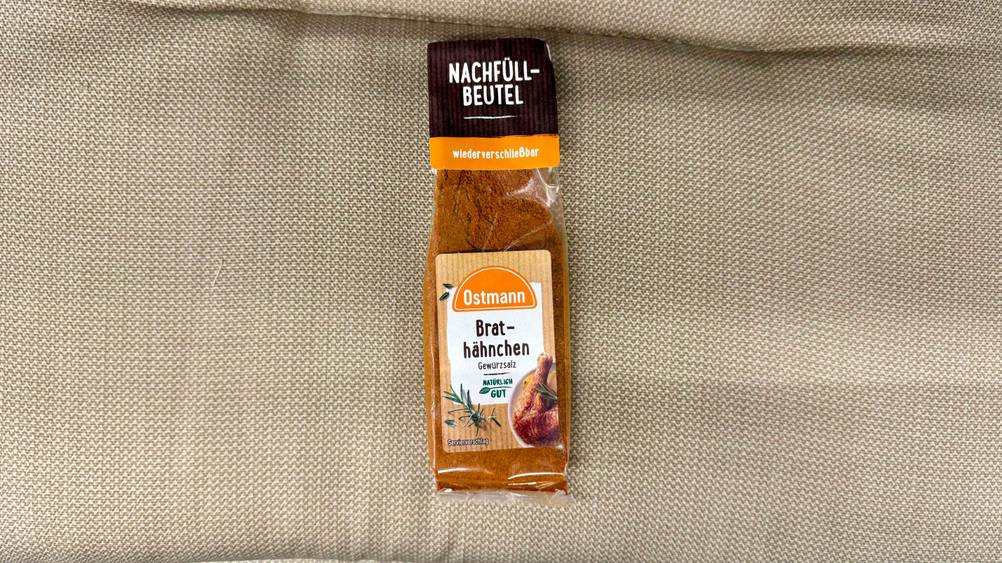 NACHFÜLL-
BEUTEL
wiederverschließbar
Ostmann
Brat-
hähnchen
Gewürzsalz
NATÜRLICH
GUT
Serviervorschlag